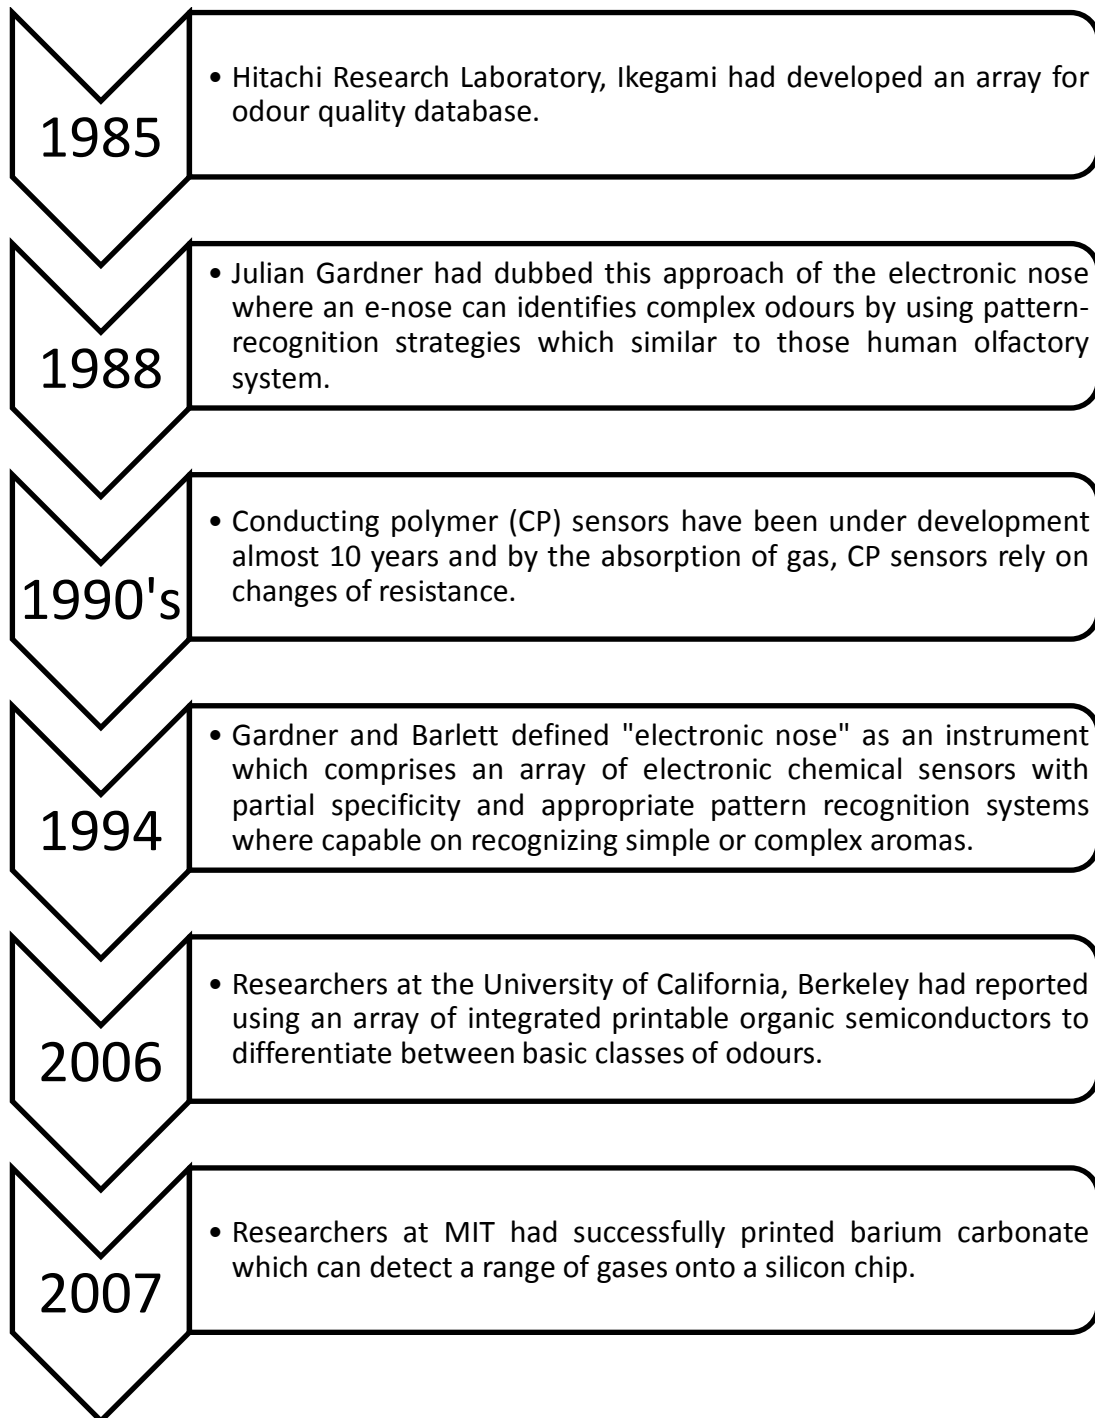 1985
• Hitachi Research Laboratory, Ikegami had developed an array for
odour quality database.
1988
• Julian Gardner had dubbed this approach of the electronic nose
where an e-nose can identifies complex odours by using pattern-
recognition strategies which similar to those human olfactory
system.
1990's
• Conducting polymer (CP) sensors have been under development
almost 10 years and by the absorption of gas, CP sensors rely on
changes of resistance.
1994
• Gardner and Barlett defined "electronic nose" as an instrument
which comprises an array of electronic chemical sensors with
partial specificity and appropriate pattern recognition systems
where capable on recognizing simple or complex aromas.
2006
• Researchers at the University of California, Berkeley had reported
using an array of integrated printable organic semiconductors to
differentiate between basic classes of odours.
2007
• Researchers at MIT had successfully printed barium carbonate
which can detect a range of gases onto a silicon chip.